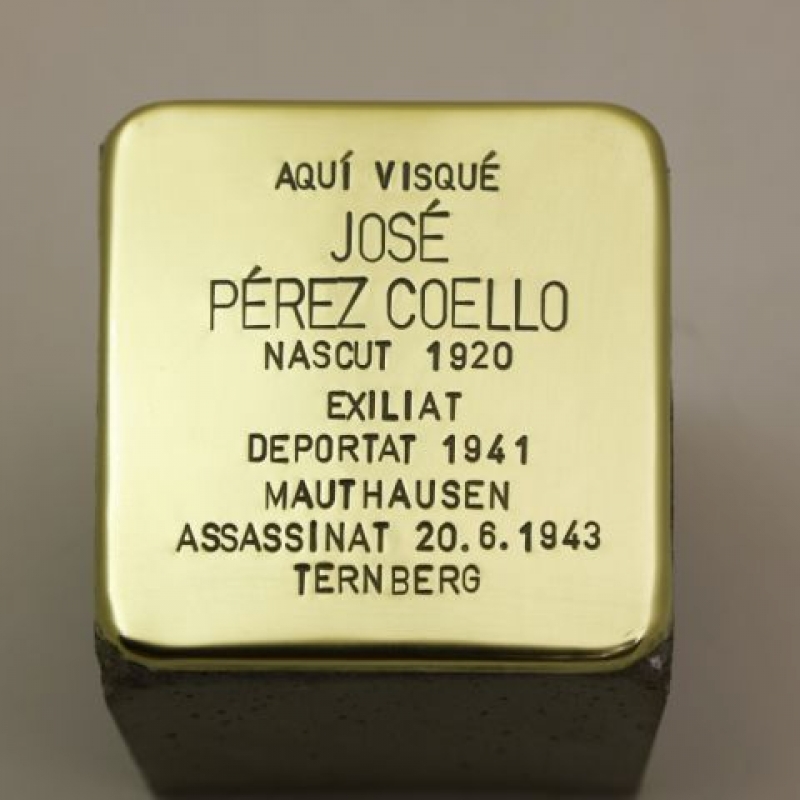 AQUÍ VISQUÉ
JOSÉ
PÉREZ COELLO
NASCUT 1920
EXILIAT
DEPORTAT 1941
MAUTHAUSEN
ASSASSINAT 20.6.1943
TERNBERG